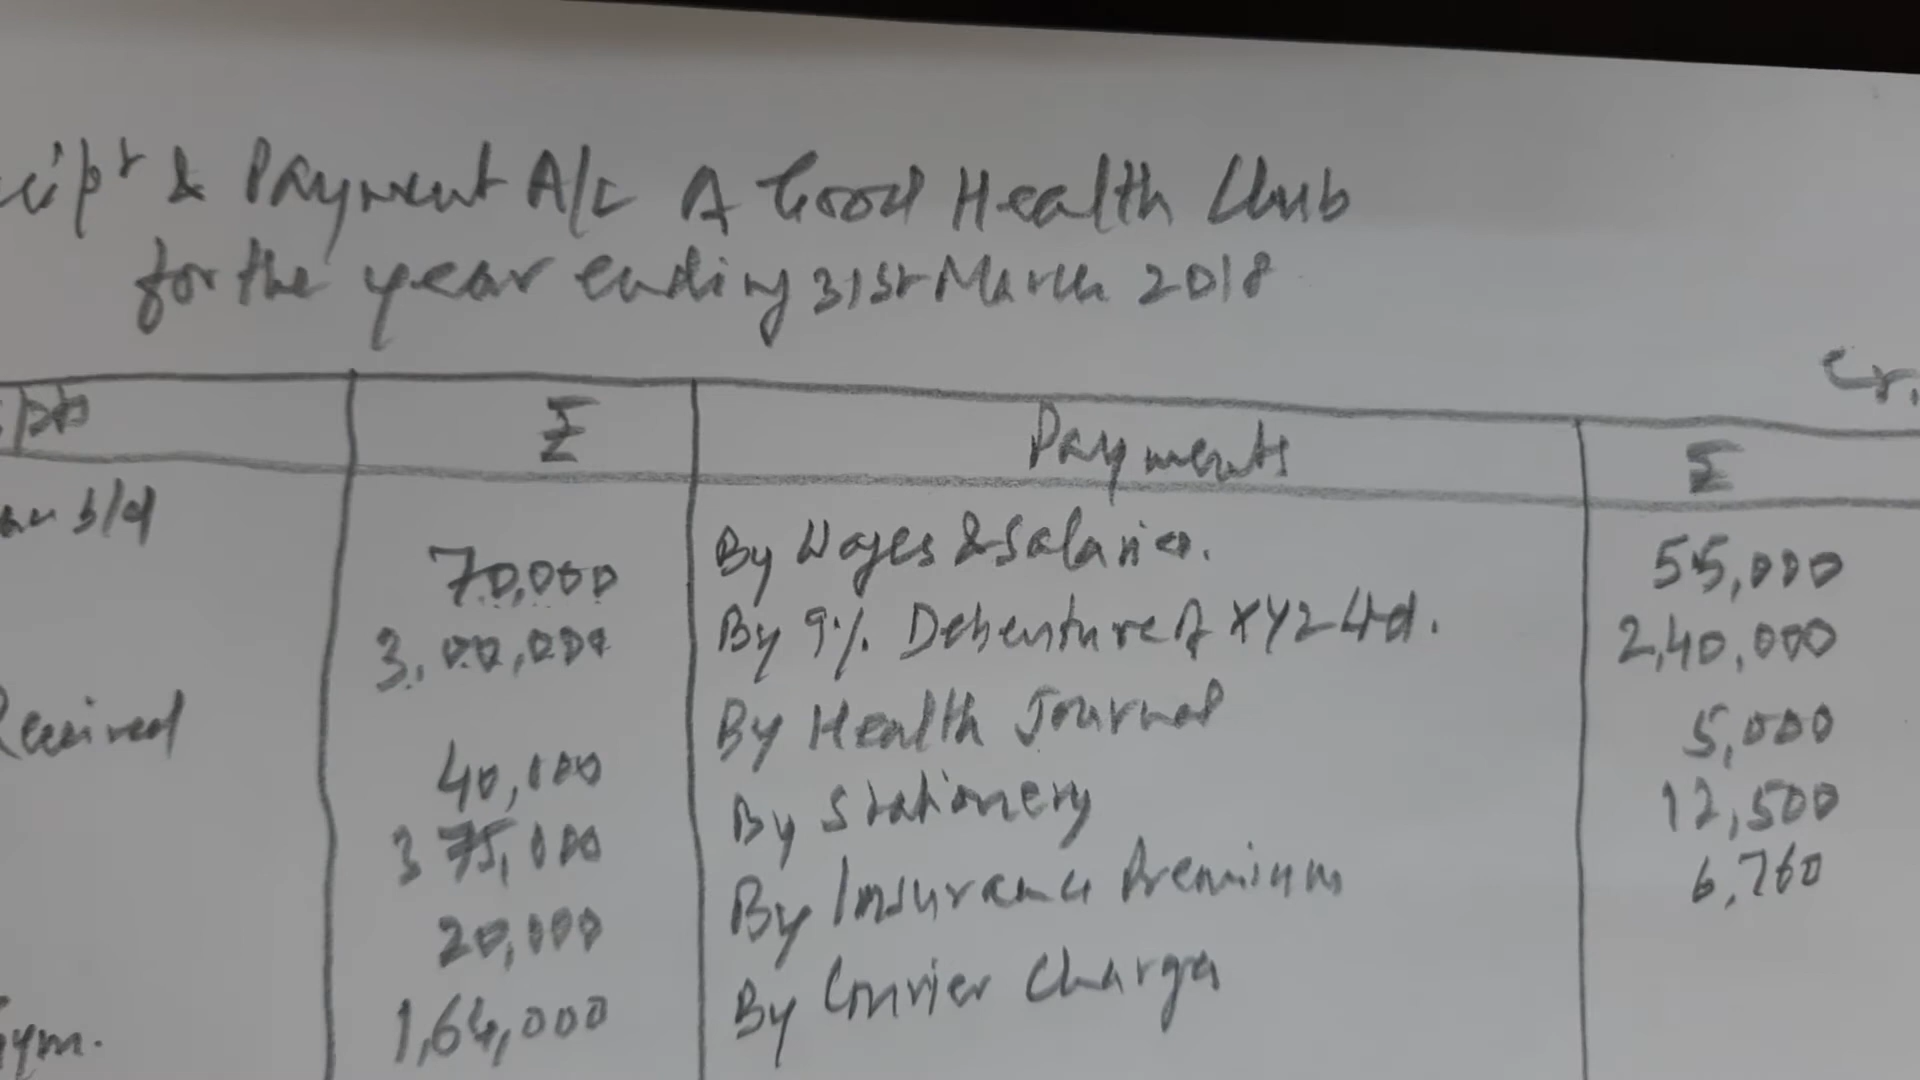 & Payment A/c A Good Health Club
for the year ending 31st March 2018
Cr.
₹ Payments ₹
b/d
70,000 By Wages & Salaries. 55,000
3,00,000 By 9% Debenture of XYZ Ltd. 2,40,000
Received By Health Journal 5,000
40,000 By Stationery 12,500
375,000 By Insurance Premium 6,760
20,000 By Courier Charges
Gym. 1,64,000